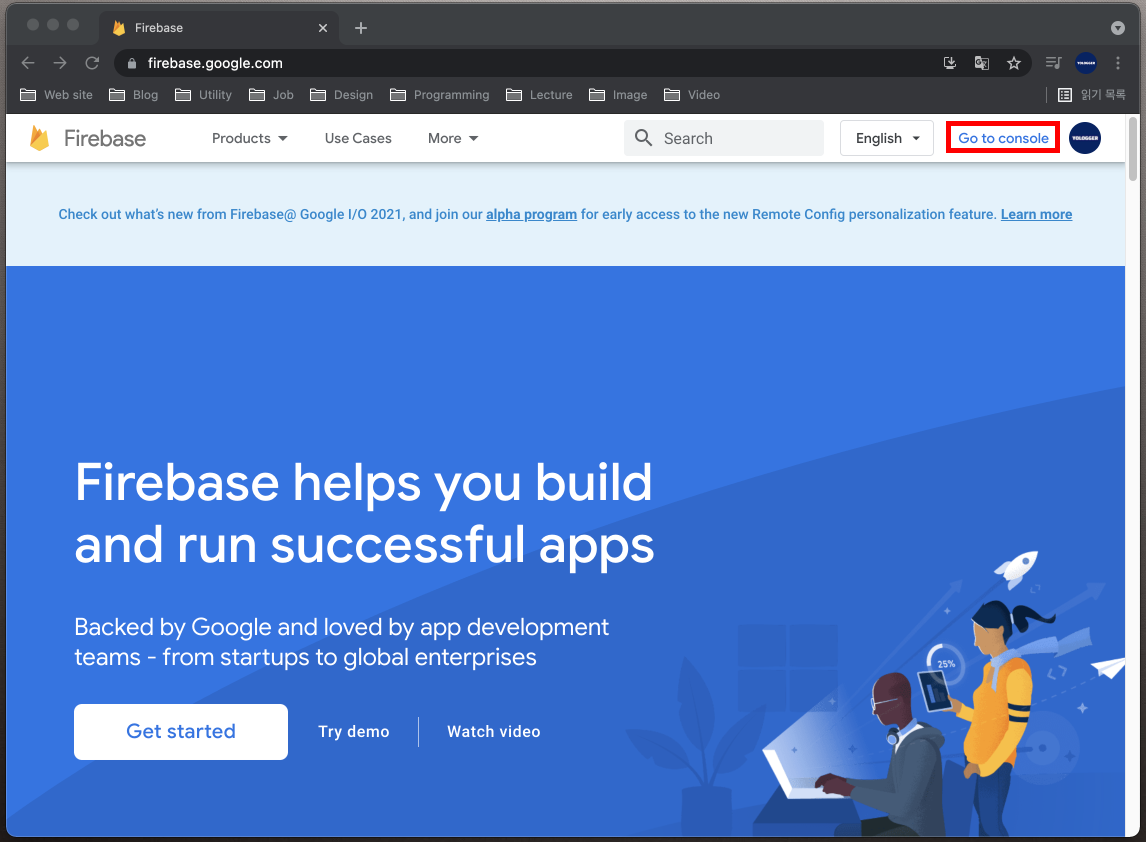 Firebase
firebase.google.com
Web site Blog Utility Job Design Programming Lecture Image Video 읽기 목록
Firebase Products Use Cases More Search English Go to console YOLOGGER
Check out what's new from Firebase@ Google I/O 2021, and join our alpha program for early access to the new Remote Config personalization feature. Learn more
Firebase helps you build
and run successful apps
Backed by Google and loved by app development
teams - from startups to global enterprises
25%
Get started Try demo Watch video